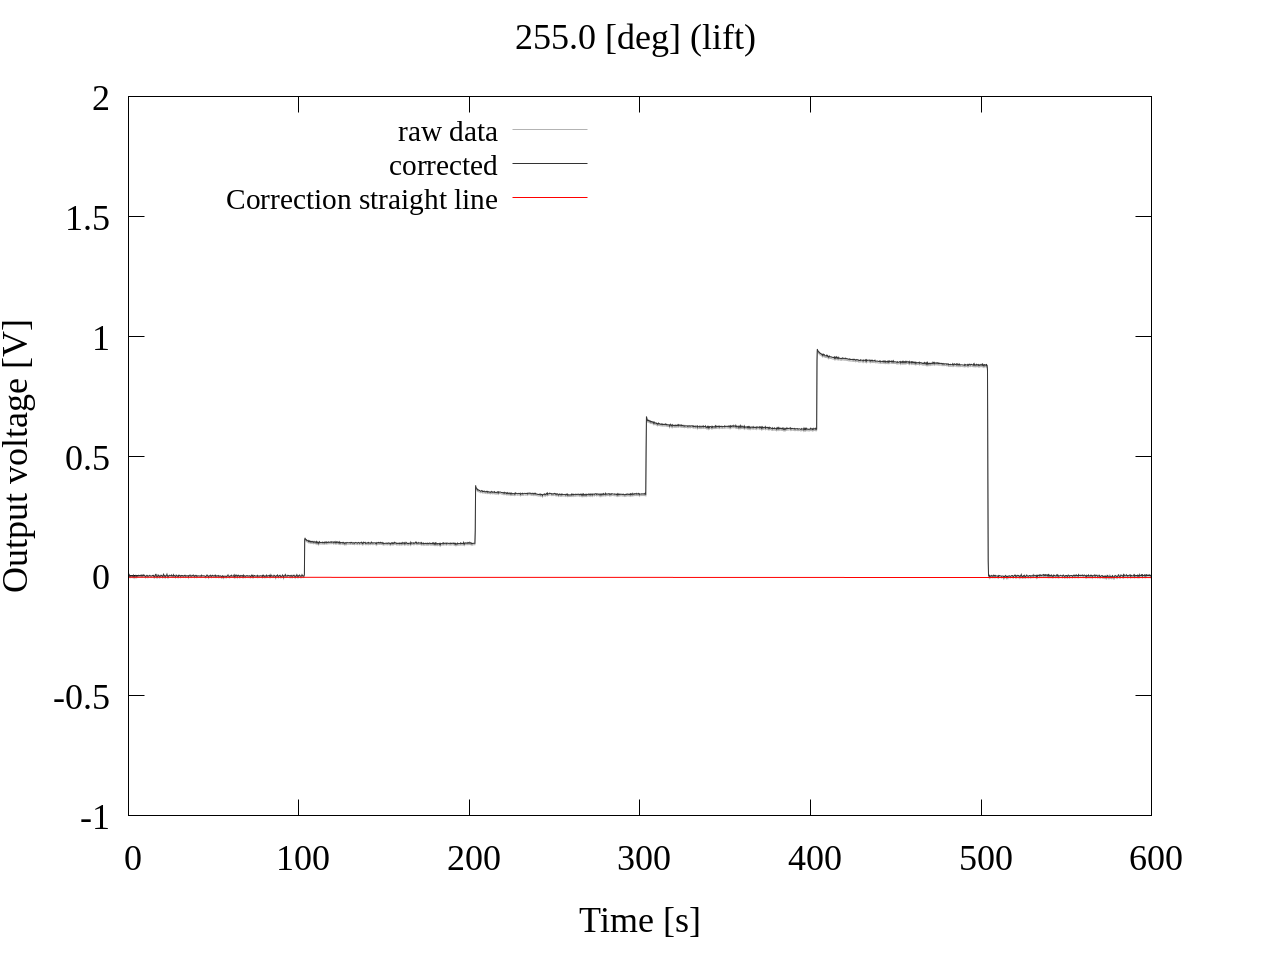 255.0 [deg] (lift)
2
1.5
1
0.5
0
-0.5
-1
Output voltage [V]
raw data
corrected
Correction straight line
0 100 200 300 400 500 600
Time [s]